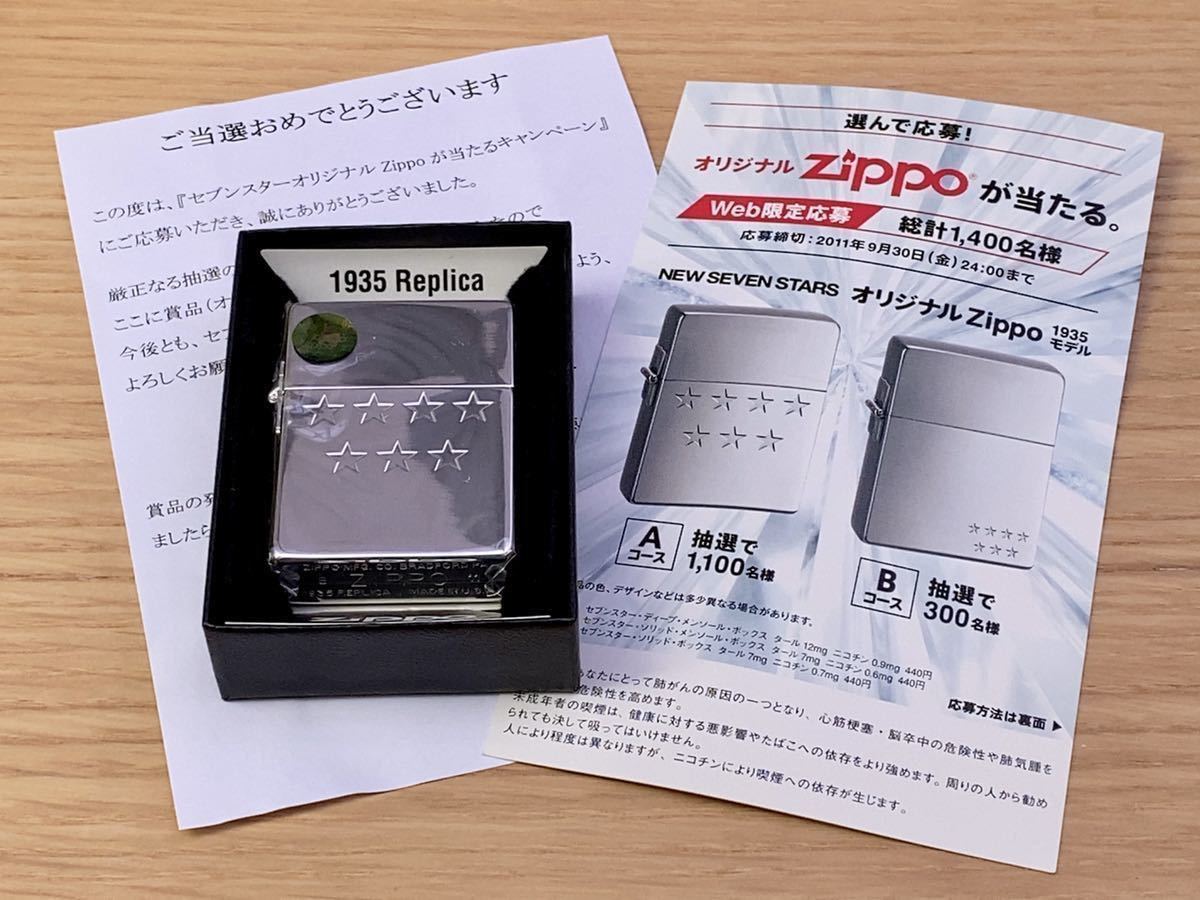 ご当選おめでとうございます
この度は、『セブンスターオリジナル Zippo が当たるキャンペーン』
にご応募いただき、誠にありがとうございました。
厳正なる抽選の
ので
ここに賞品(オ
よう、
今後とも、セブ
よろしくお願
賞品の発
ましたら
1935 Replica
ZIPPO MFG. CO. BRADFORD
ZIPPO
1935 REPLICA MADE IN U.S.
zippo
選んで応募!
オリジナル Zippo® が当たる。
Web限定応募 総計1,400名様
応募締切:2011年9月30日(金)24:00まで
NEW SEVEN STARS オリジナル Zippo 1935モデル
Aコース 抽選で1,100名様
Bコース 抽選で300名様
の色、デザインなどは多少異なる場合があります。
セブンスター・ディープ・メンソール・ボックス タール 12mg ニコチン 0.9mg 440円
セブンスター・ソリッド・メンソール・ボックス タール 7mg ニコチン 0.6mg 440円
セブンスター・ソリッド・ボックス タール 7mg ニコチン 0.7mg 440円
応募方法は裏面▶
なたにとって肺がんの原因の一つとなり、心筋梗塞・脳卒中の危険性や肺気腫を
危険性を高めます。
未成年者の喫煙は、健康に対する悪影響やたばこへの依存をより強めます。周りの人から勧め
られても決して吸ってはいけません。
人により程度は異なりますが、ニコチンにより喫煙への依存が生じます。